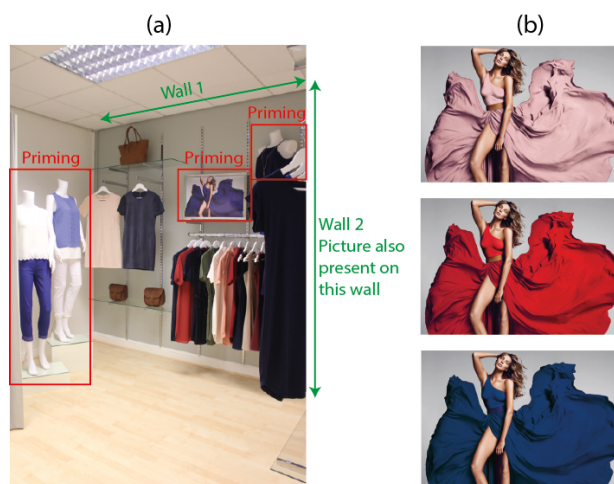 (a)
(b)
Wall 1
Priming
Priming
Priming
Wall 2
Picture also
present on
this wall